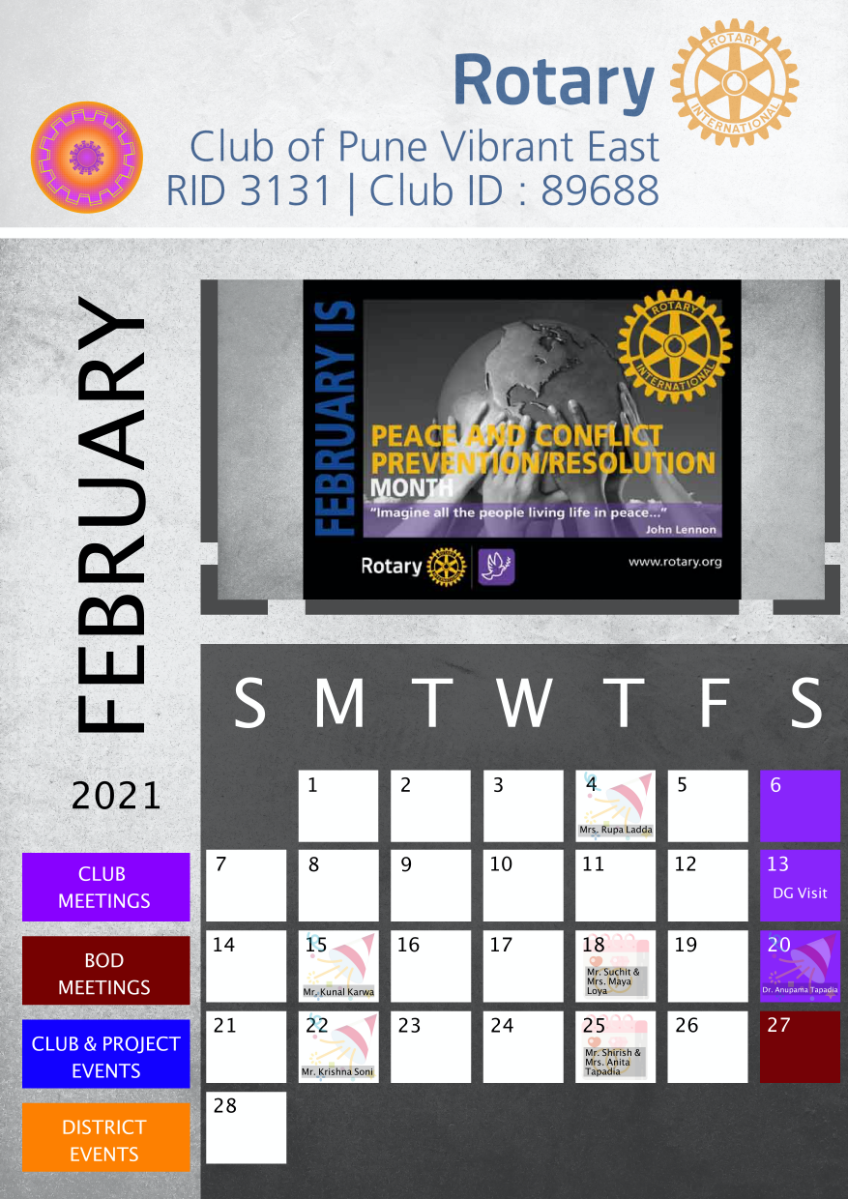 Rotary
ROTARY
INTERNATIONAL
Club of Pune Vibrant East
RID 3131 | Club ID : 89688
FEBRUARY
2021
FEBRUARY IS
ROTARY
INTERNATIONAL
PEACE AND CONFLICT
PREVENTION/RESOLUTION
MONTH
“Imagine all the people living life in peace...”
John Lennon
Rotary
www.rotary.org
S M T W T F S
1 2 3 4 5 6
Mrs. Rupa Ladda
7 8 9 10 11 12 13
DG Visit
14 15 16 17 18 19 20
Mr. Kunal Karwa
Mr. Suchit &
Mrs. Maya
Loya
Dr. Anupama Tapadia
21 22 23 24 25 26 27
Mr. Krishna Soni
Mr. Shirish &
Mrs. Anita
Tapadia
28
CLUB
MEETINGS
BOD
MEETINGS
CLUB & PROJECT
EVENTS
DISTRICT
EVENTS